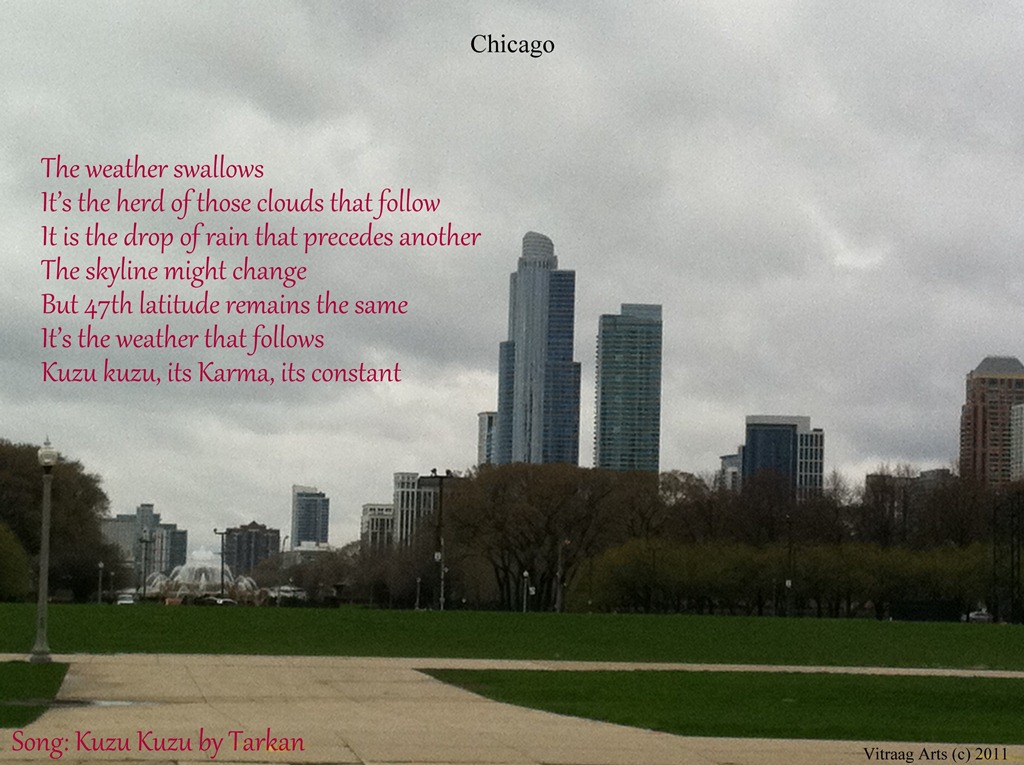 Chicago
The weather swallows
It's the herd of those clouds that follow
It is the drop of rain that precedes another
The skyline might change
But 47th latitude remains the same
It's the weather that follows
Kuzu kuzu, its Karma, its constant
Song: Kuzu Kuzu by Tarkan
Vitraag Arts (c) 2011